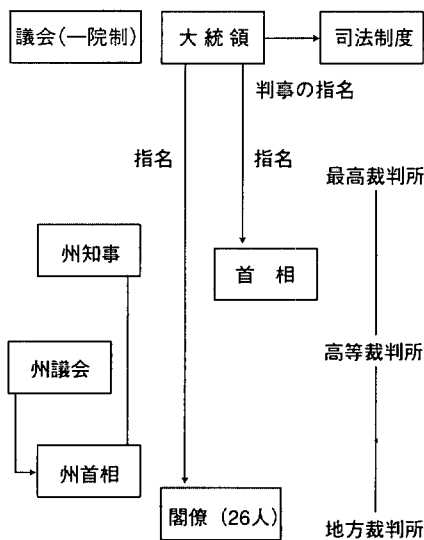 議会(一院制)
大統領
司法制度
判事の指名
指名
指名
最高裁判所
州知事
首相
高等裁判所
州議会
州首相
閣僚(26人)
地方裁判所